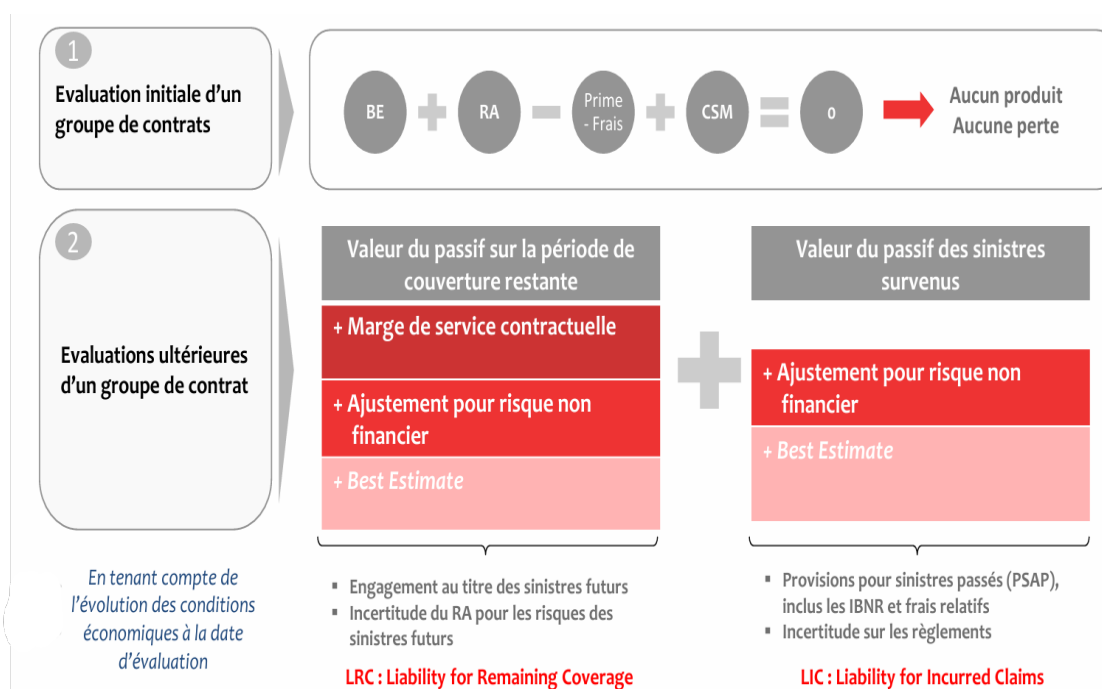 1
Evaluation initiale d'un
groupe de contrats
BE + RA − Prime - Frais + CSM = 0
Aucun produit
Aucune perte
2
Evaluations ultérieures
d'un groupe de contrat
Valeur du passif sur la période de
couverture restante
+ Marge de service contractuelle
+ Ajustement pour risque non
financier
+ Best Estimate
Valeur du passif des sinistres
survenus
+ Ajustement pour risque non
financier
+ Best Estimate
En tenant compte de
l'évolution des conditions
économiques à la date
d'évaluation
▪ Engagement au titre des sinistres futurs
▪ Incertitude du RA pour les risques des
sinistres futurs
LRC : Liability for Remaining Coverage
▪ Provisions pour sinistres passés (PSAP),
inclus les IBNR et frais relatifs
▪ Incertitude sur les règlements
LIC : Liability for Incurred Claims